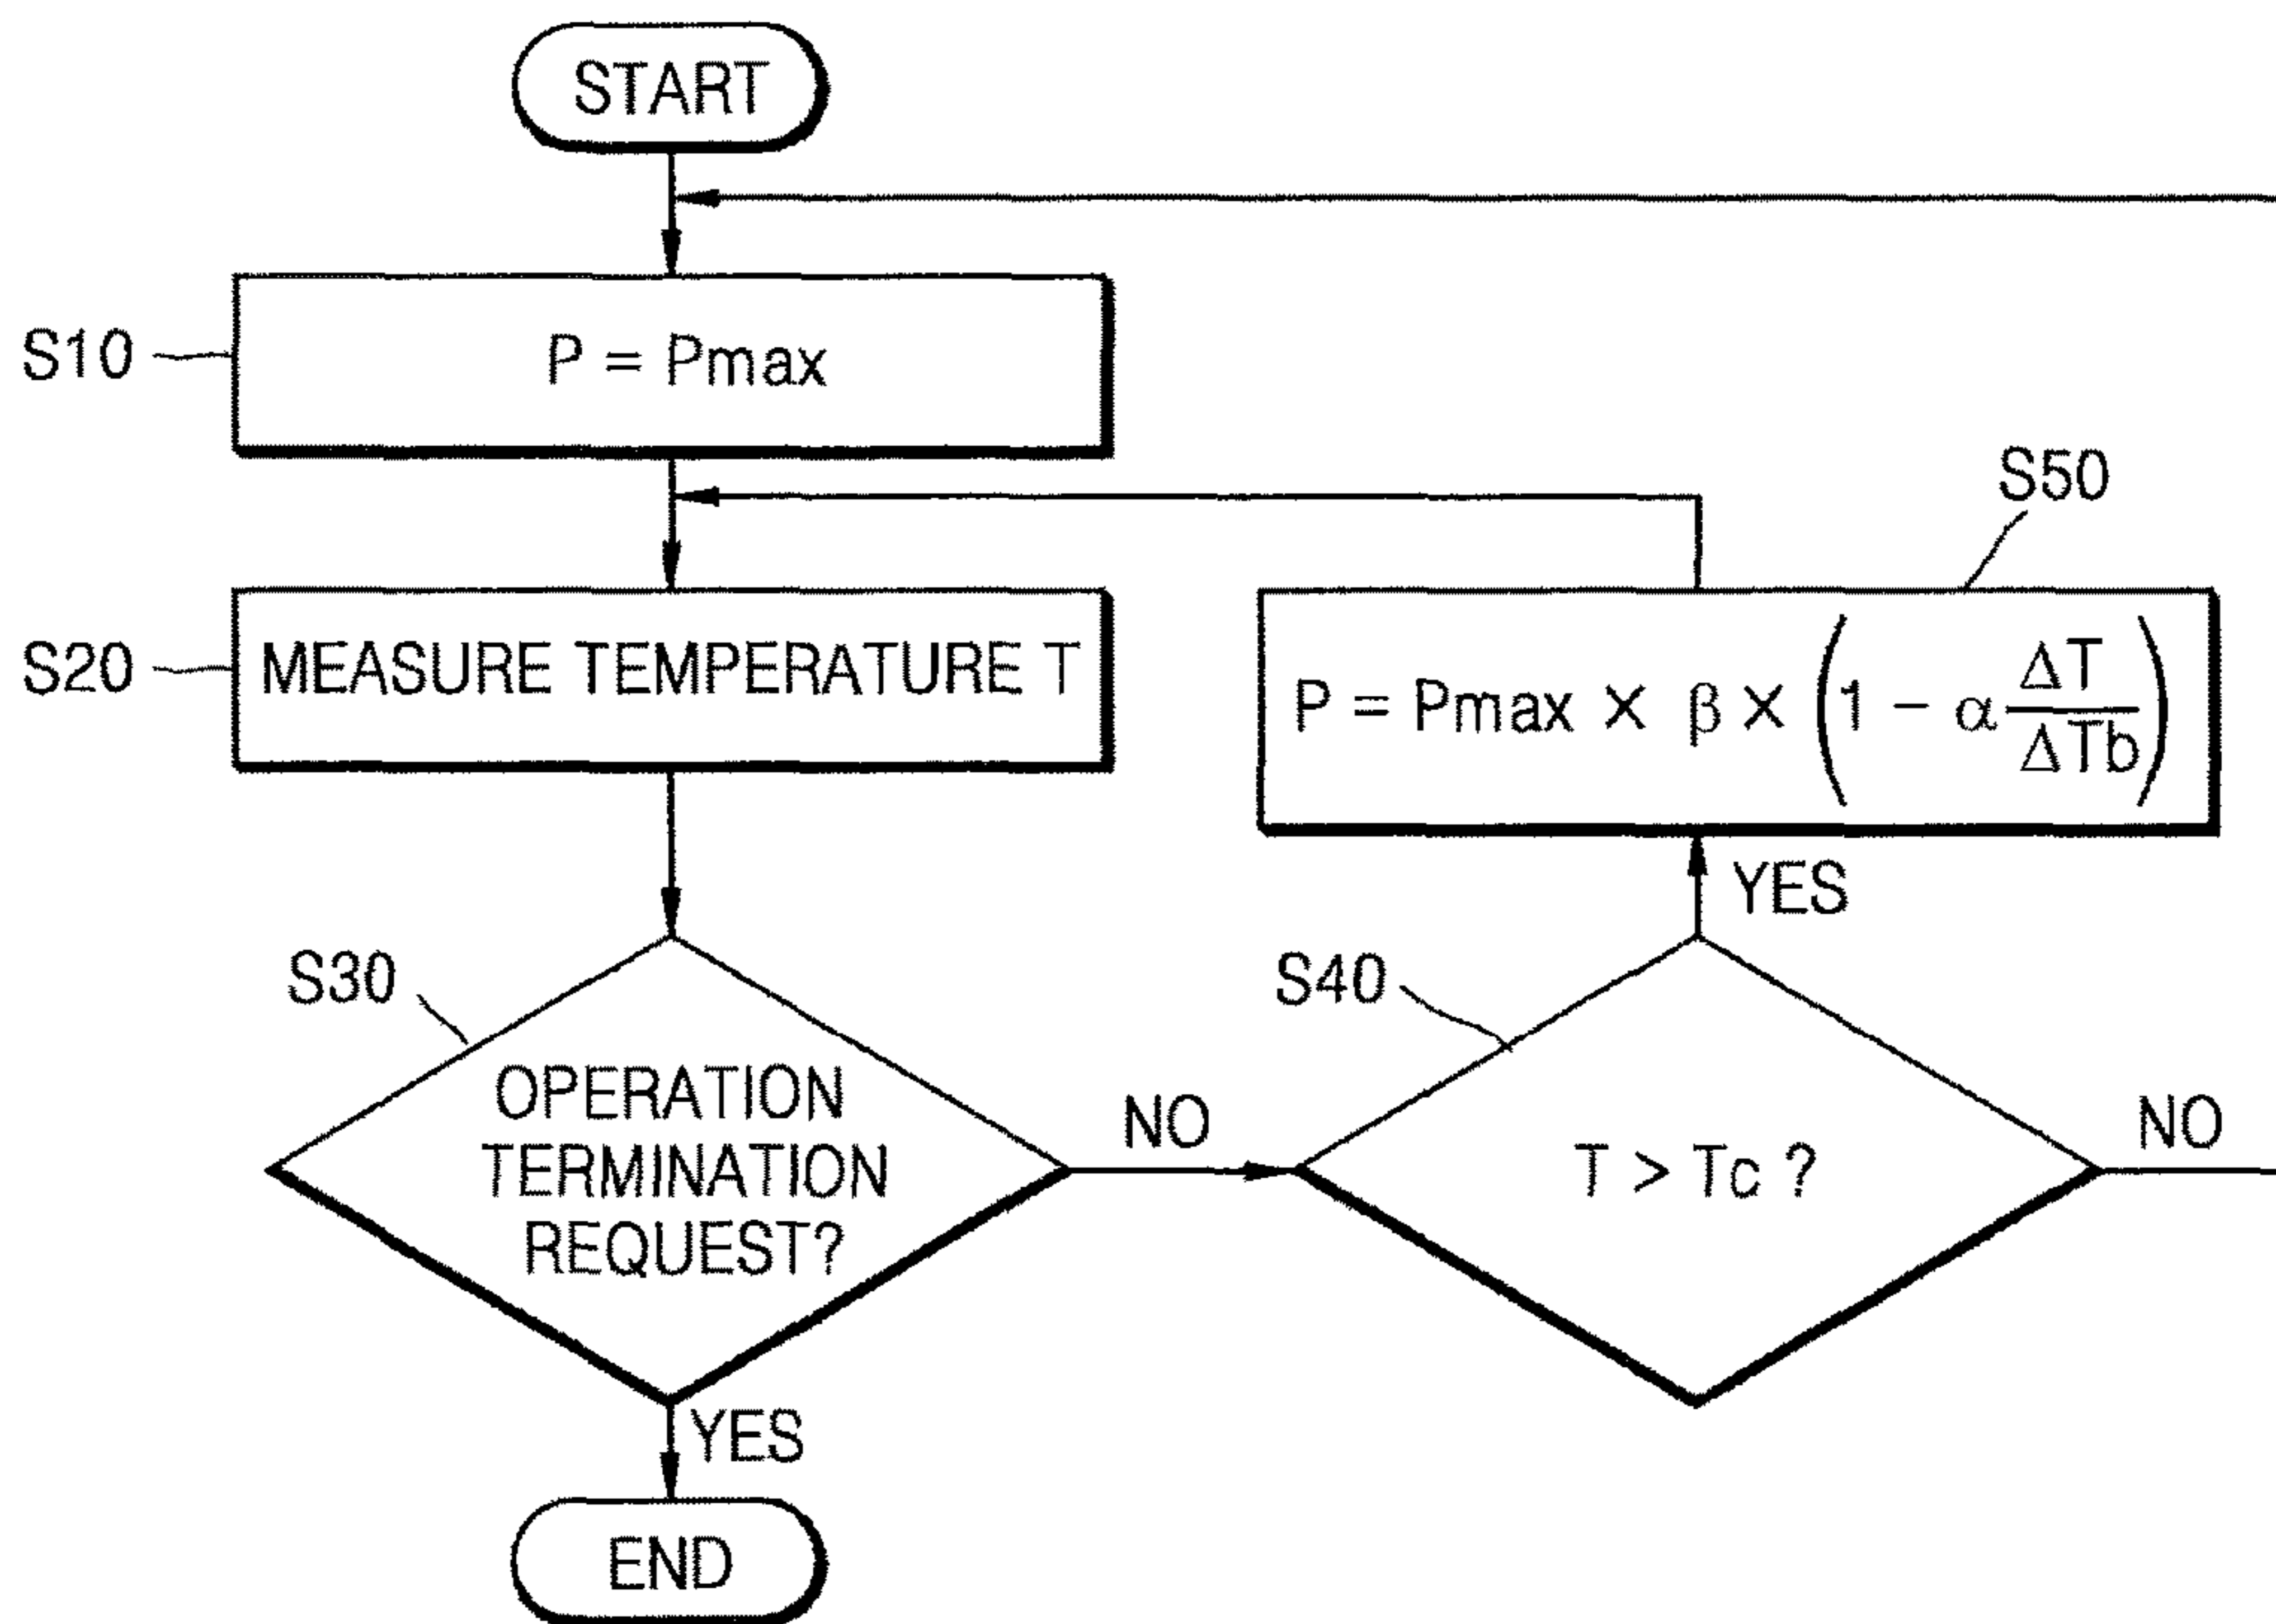 START
S10
P = Pmax
S50
S20
MEASURE TEMPERATURE T
P = Pmax × β × (1 - α ΔT/ΔTb)
YES
S30
S40
OPERATION
TERMINATION
REQUEST?
NO
T > Tc ?
NO
YES
END